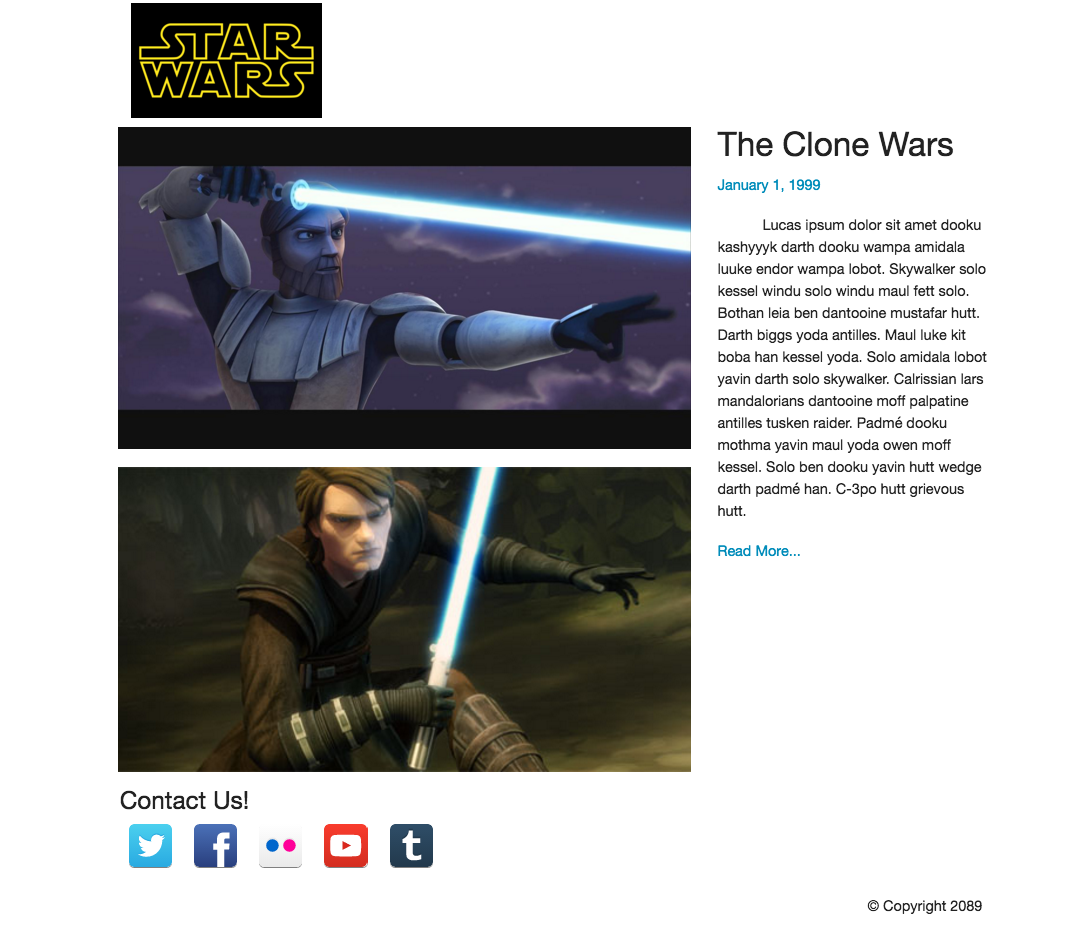 STAR
WARS
The Clone Wars
January 1, 1999
Lucas ipsum dolor sit amet dooku
kashyyyk darth dooku wampa amidala
luuke endor wampa lobot. Skywalker solo
kessel windu solo windu maul fett solo.
Bothan leia ben dantooine mustafar hutt.
Darth biggs yoda antilles. Maul luke kit
boba han kessel yoda. Solo amidala lobot
yavin darth solo skywalker. Calrissian lars
mandalorians dantooine moff palpatine
antilles tusken raider. Padmé dooku
mothma yavin maul yoda owen moff
kessel. Solo ben dooku yavin hutt wedge
darth padmé han. C-3po hutt grievous
hutt.
Read More...
Contact Us!
f
t
© Copyright 2089